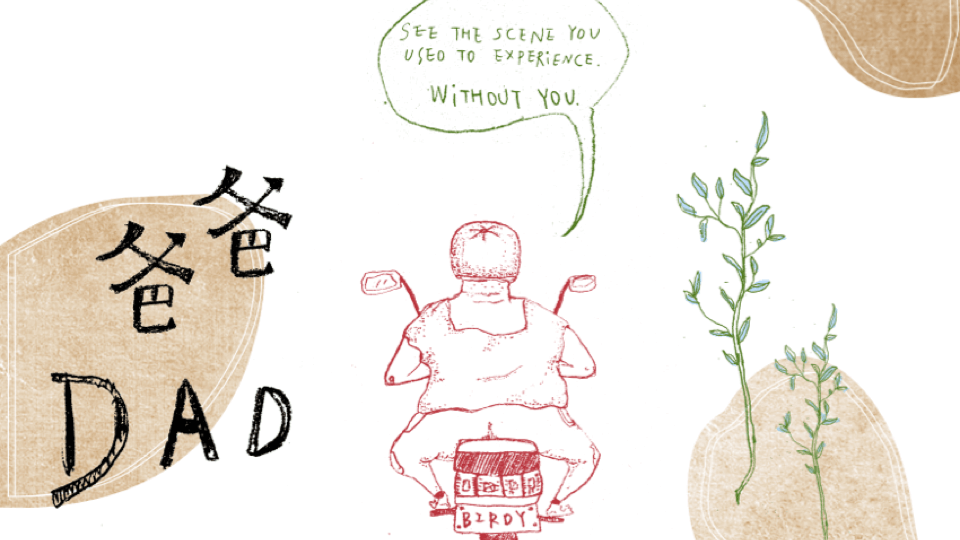 SEE THE SCENE YOU
USED TO EXPERIENCE.
WITHOUT YOU.
爸爸
DAD
BIRDY